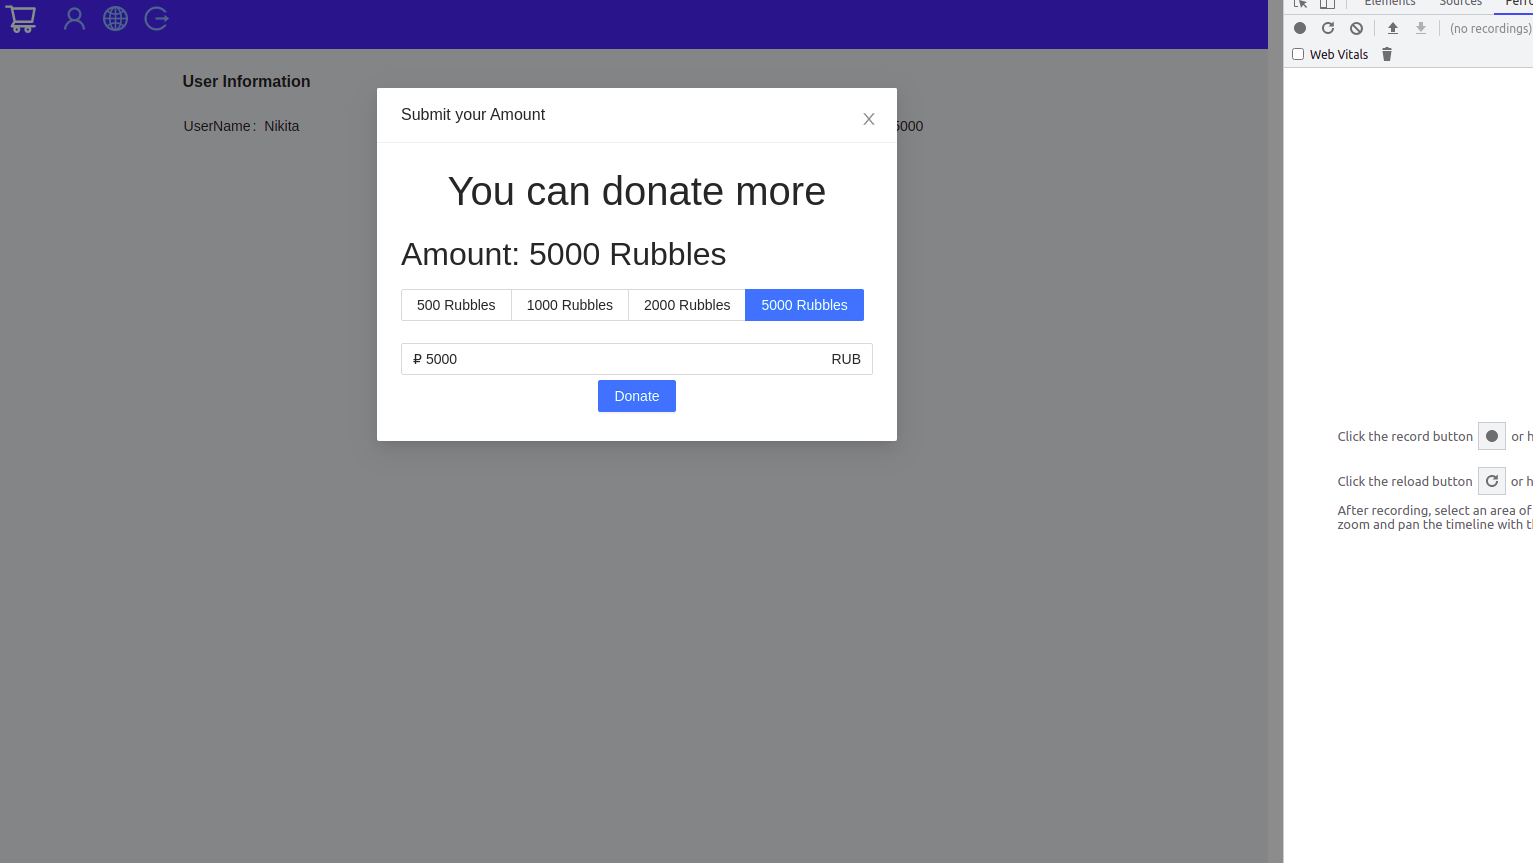 Elements Sources
(no recordings)
Web Vitals
User Information
UserName: Nikita
5000
Submit your Amount
You can donate more
Amount: 5000 Rubbles
500 Rubbles 1000 Rubbles 2000 Rubbles 5000 Rubbles
₽ 5000 RUB
Donate
Click the record button or h
Click the reload button or h
After recording, select an area of
zoom and pan the timeline with th